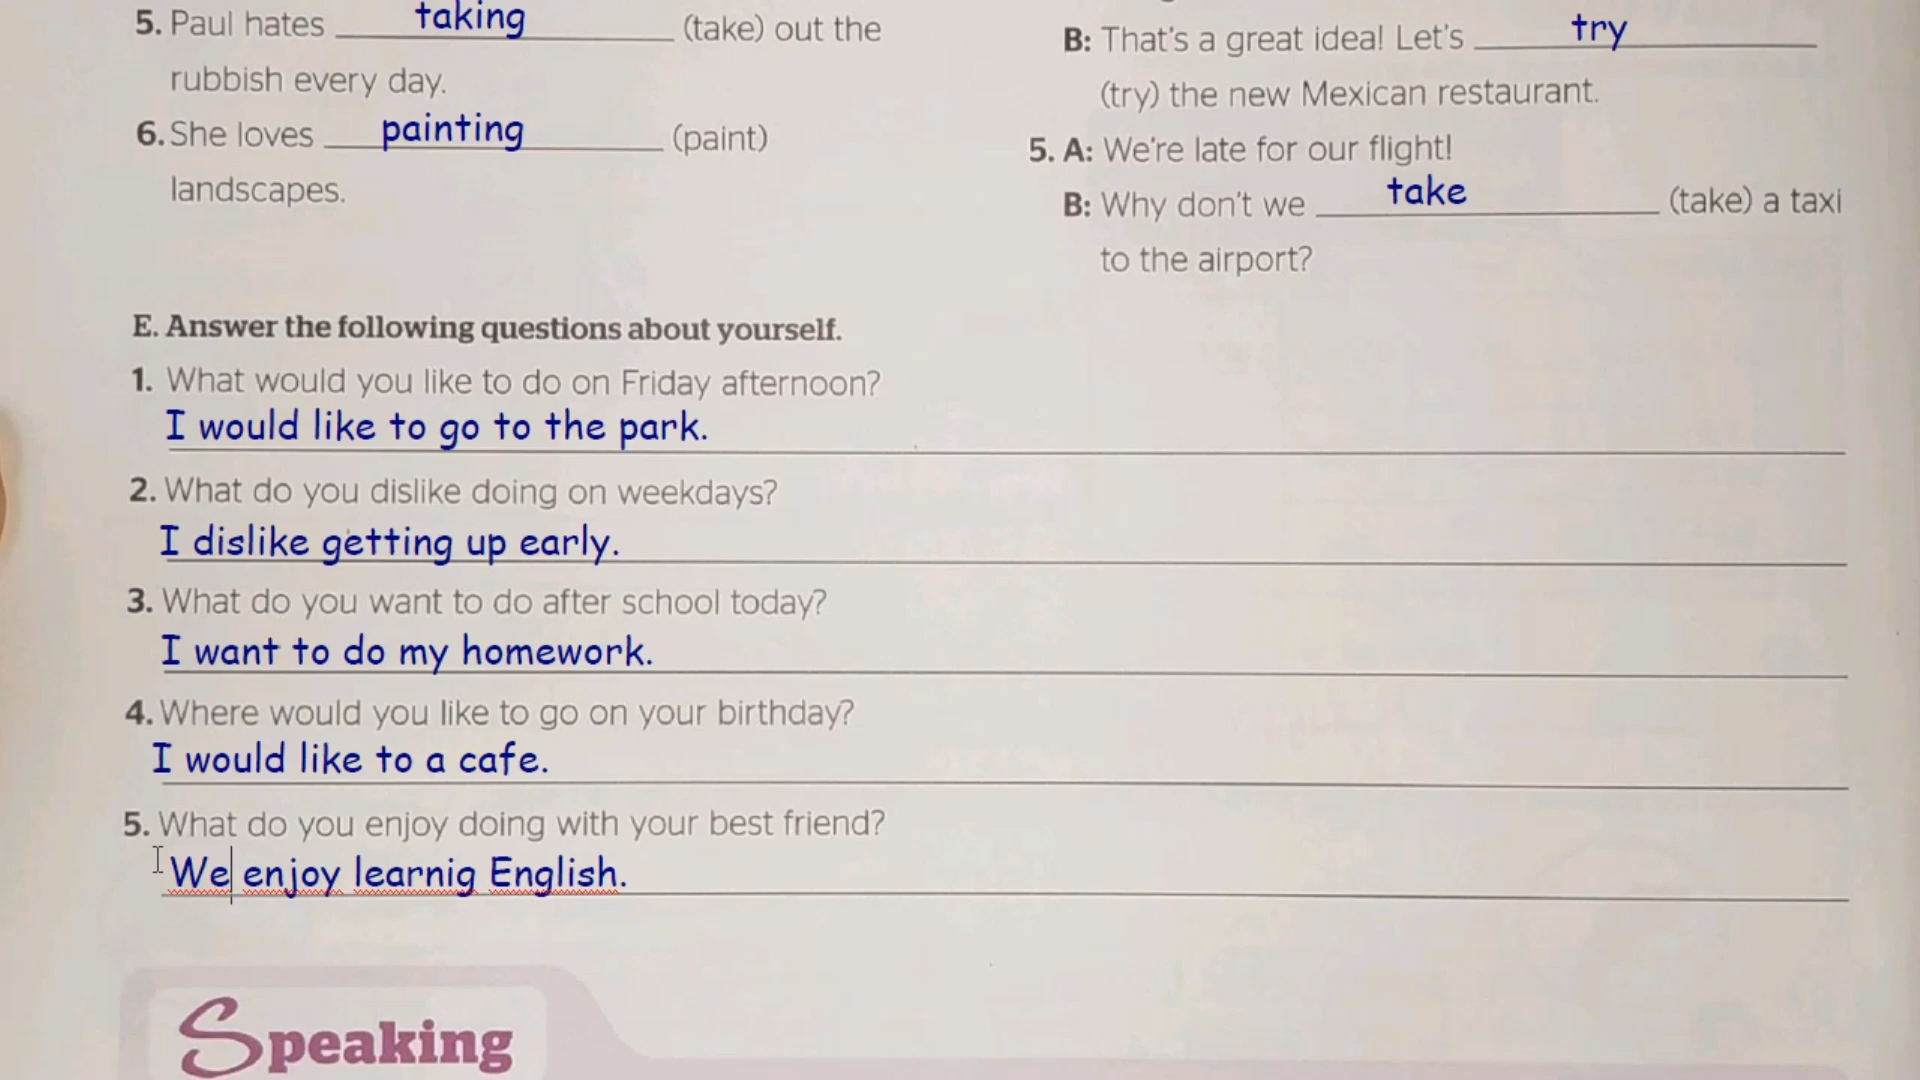 5. Paul hates taking (take) out the
rubbish every day.
6. She loves painting (paint)
landscapes.
B: That's a great idea! Let's try
(try) the new Mexican restaurant.
5. A: We're late for our flight!
B: Why don't we take (take) a taxi
to the airport?
E. Answer the following questions about yourself.
1. What would you like to do on Friday afternoon?
I would like to go to the park.
2. What do you dislike doing on weekdays?
I dislike getting up early.
3. What do you want to do after school today?
I want to do my homework.
4. Where would you like to go on your birthday?
I would like to a cafe.
5. What do you enjoy doing with your best friend?
We enjoy learnig English.
Speaking